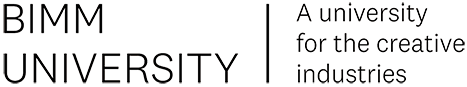 BIMM
UNIVERSITY
A university
for the creative
industries